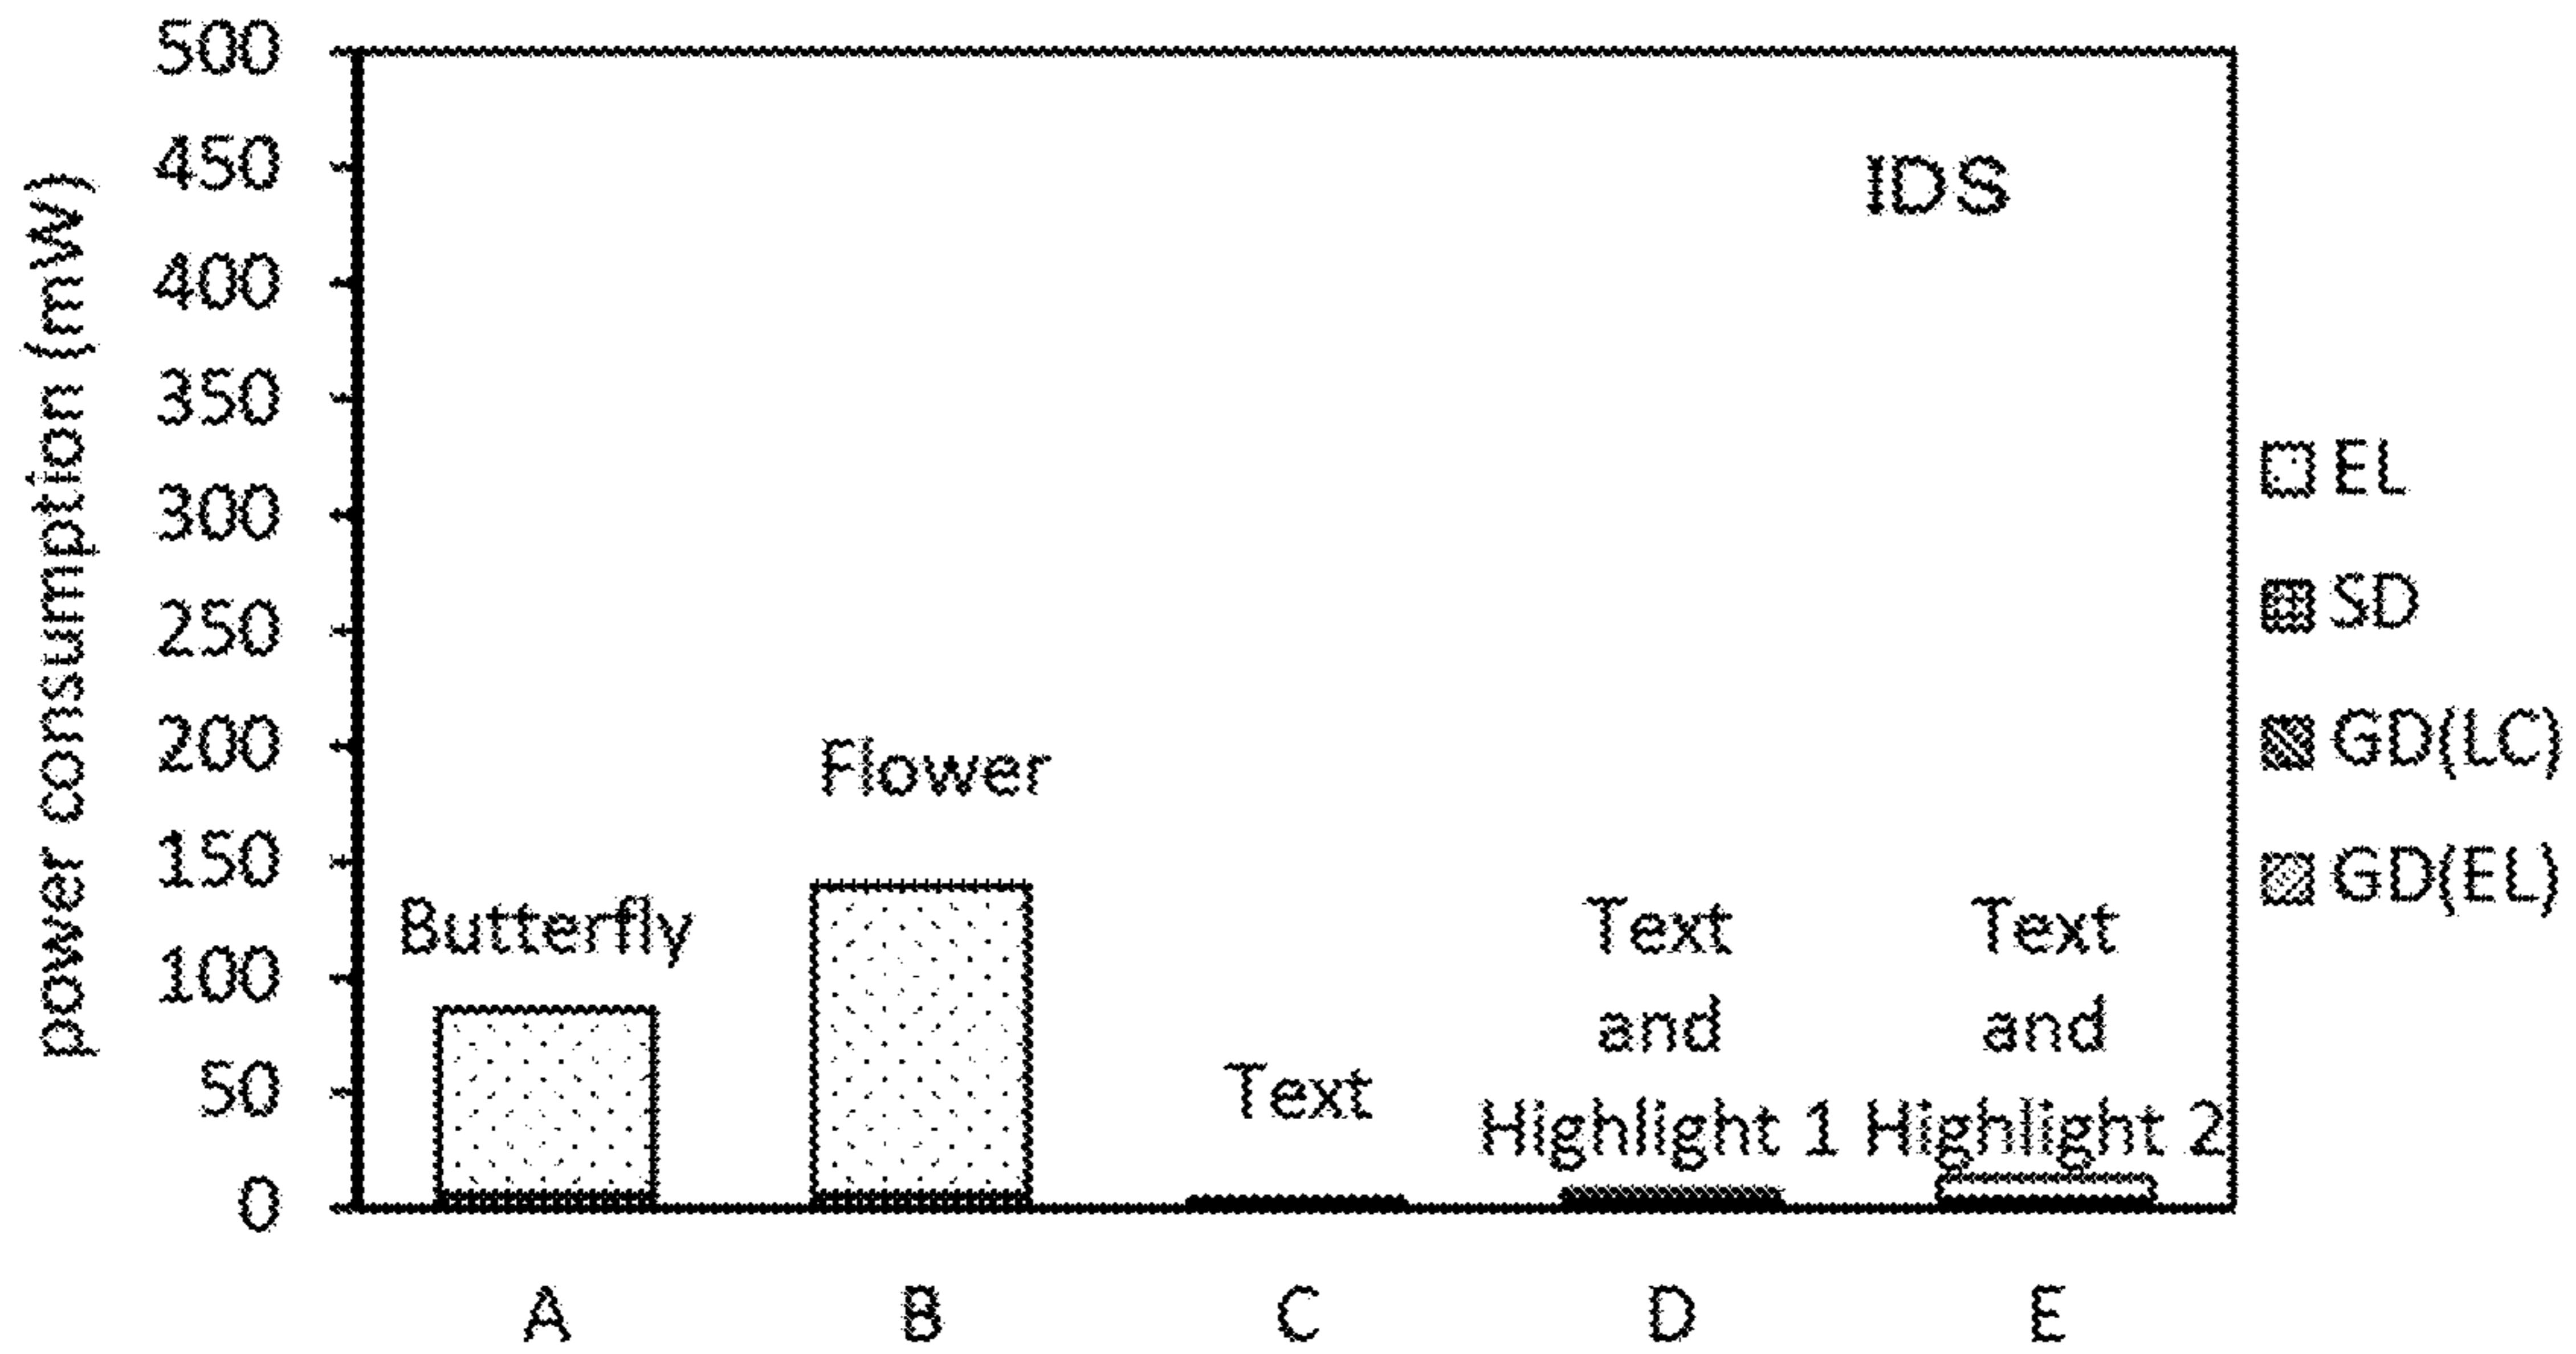 power consumption (mW)
500
450
400
350
300
250
200
150
100
50
0
IDS
Butterfly
Flower
Text
Text
and
Highlight 1
Text
and
Highlight 2
A
B
C
D
E
EL
SD
GD(LC)
GD(EL)